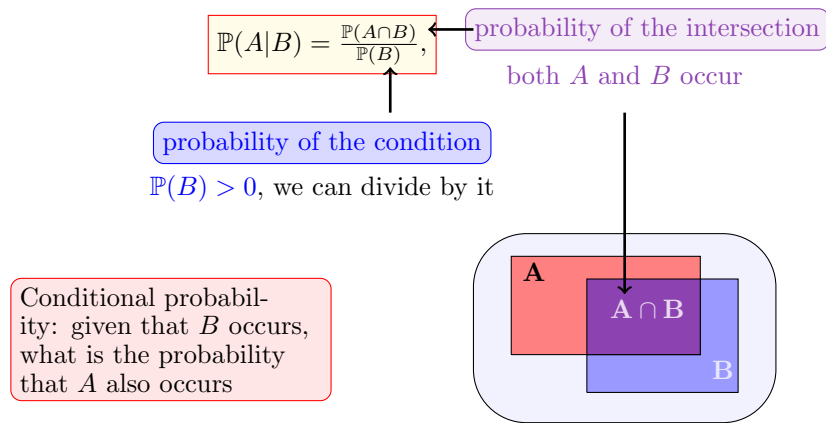 ℙ(A|B) = ℙ(A∩B)/ℙ(B),
probability of the intersection
both A and B occur
probability of the condition
ℙ(B) > 0, we can divide by it
Conditional probabil-
ity: given that B occurs,
what is the probability
that A also occurs
A
A ∩ B
B